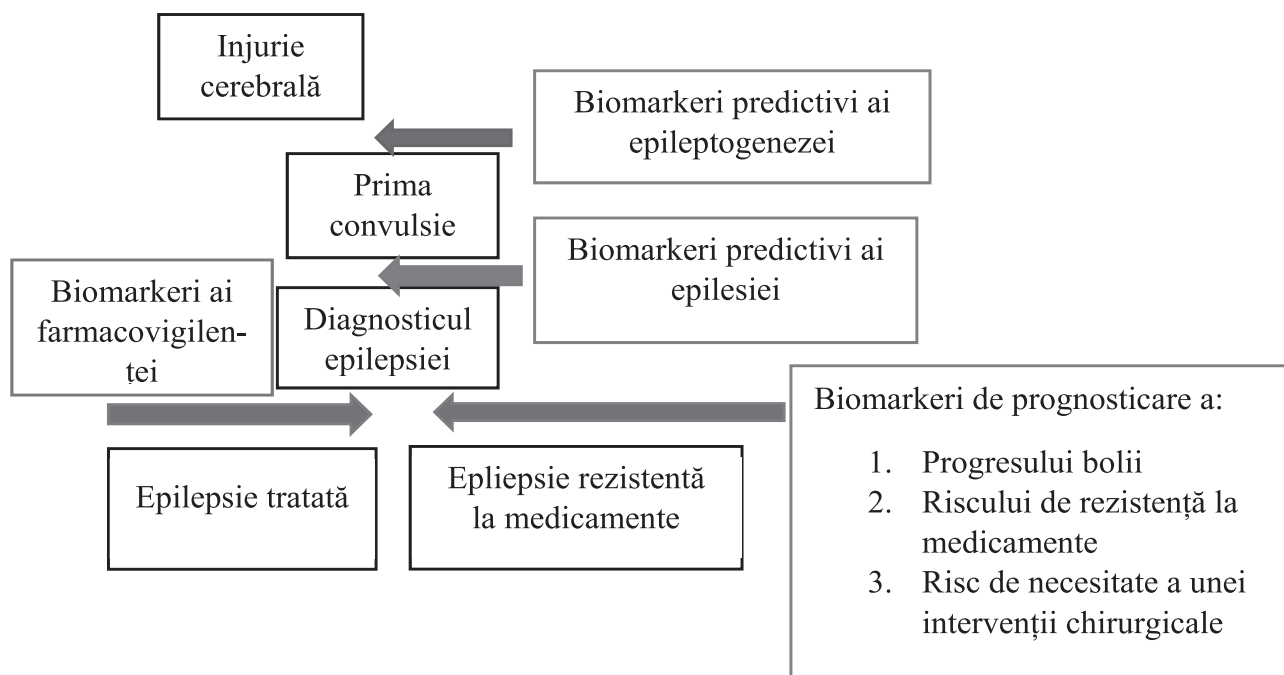 Injurie
cerebrală
Biomarkeri predictivi ai
epileptogenezei
Prima
convulsie
Biomarkeri predictivi ai
epilesiei
Biomarkeri ai
farmacovigilen-
ței
Diagnosticul
epilepsiei
Biomarkeri de prognosticare a:
1. Progresului bolii
2. Riscului de rezistență la
medicamente
3. Risc de necesitate a unei
intervenții chirurgicale
Epilepsie tratată
Epliepsie rezistentă
la medicamente